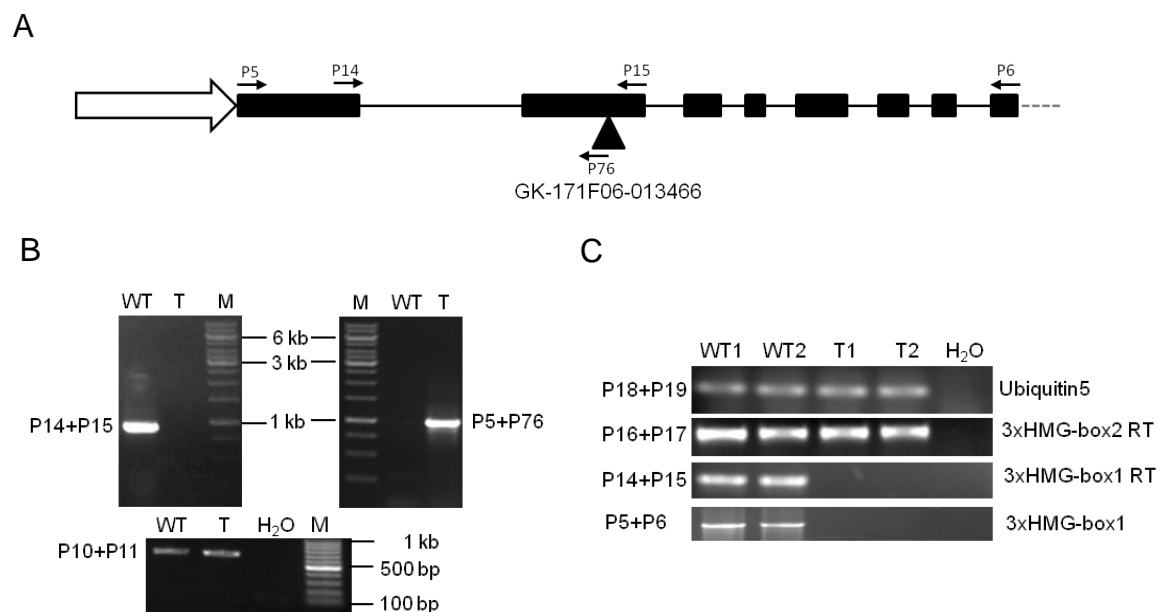 A
P5
P14
P15
P6
P76
GK-171F06-013466
B
WT T M
M WT T
6 kb
3 kb
P14+P15
1 kb
P5+P76
WT T H2O M
P10+P11
1 kb
500 bp
100 bp
C
WT1 WT2 T1 T2 H2O
P18+P19 Ubiquitin5
P16+P17 3xHMG-box2 RT
P14+P15 3xHMG-box1 RT
P5+P6 3xHMG-box1